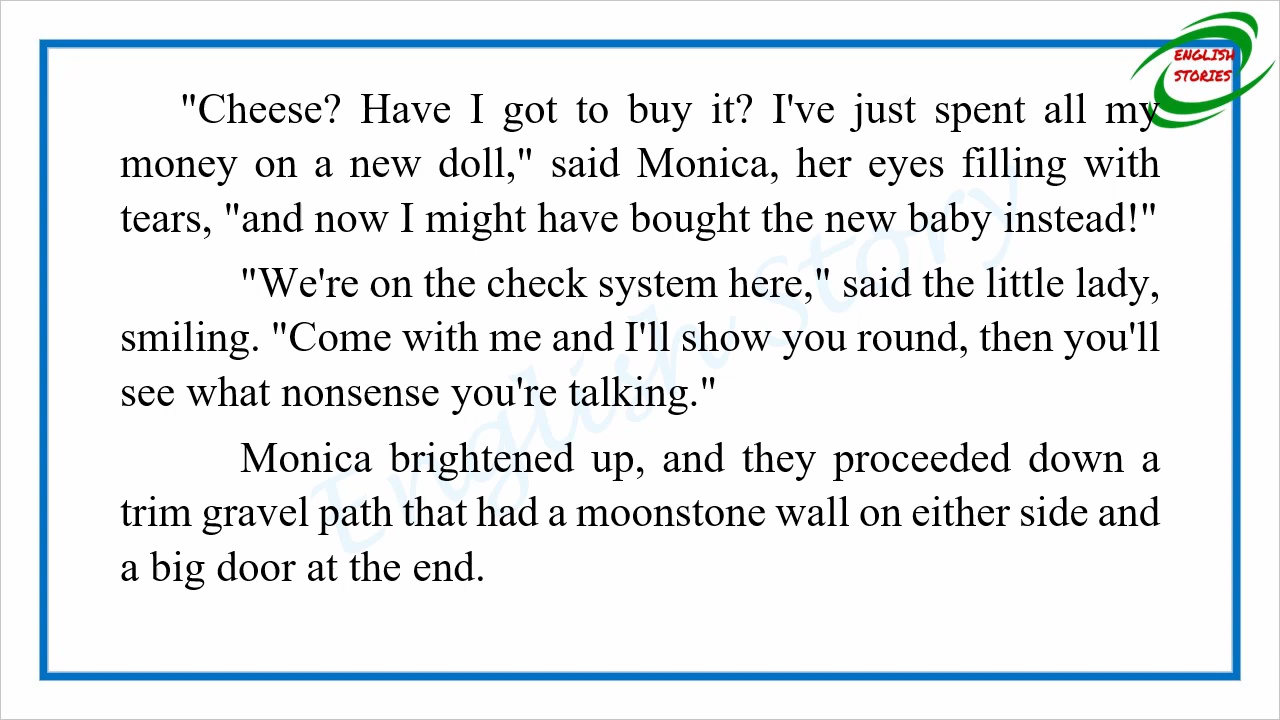 ENGLISH
STORIES
"Cheese? Have I got to buy it? I've just spent all my
money on a new doll," said Monica, her eyes filling with
tears, "and now I might have bought the new baby instead!"
"We're on the check system here," said the little lady,
smiling. "Come with me and I'll show you round, then you'll
see what nonsense you're talking."
Monica brightened up, and they proceeded down a
trim gravel path that had a moonstone wall on either side and
a big door at the end.
English Story